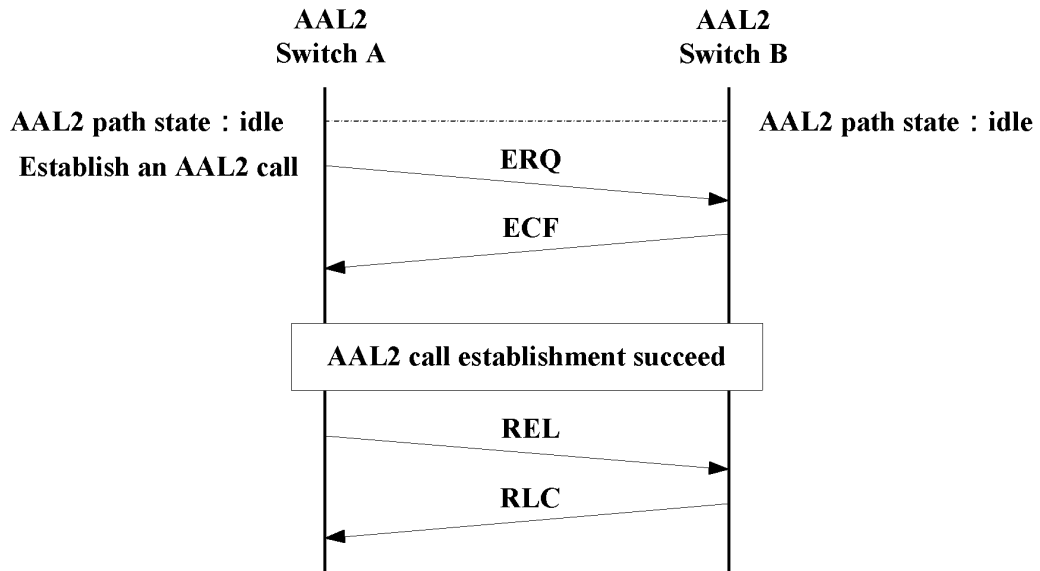 AAL2
Switch A
AAL2
Switch B
AAL2 path state : idle
AAL2 path state : idle
Establish an AAL2 call
ERQ
ECF
AAL2 call establishment succeed
REL
RLC